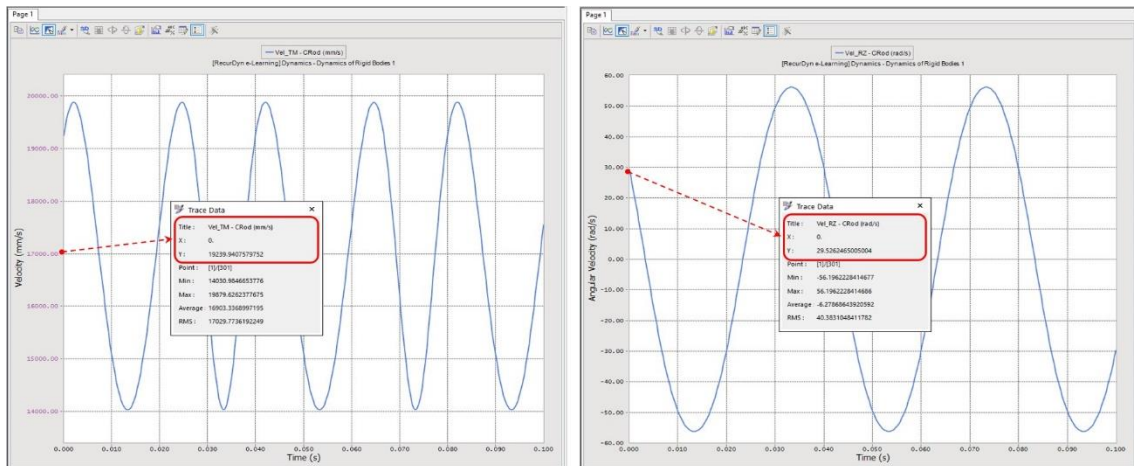 Page 1
Vel_TM - CRod (mm/s)
[RecurDyn e-Learning] Dynamics - Dynamics of Rigid Bodies 1
20000.00
19000.00
18000.00
17000.00
16000.00
15000.00
14000.00
Velocity (mm/s)
Trace Data
Title : Vel_TM - CRod (mm/s)
X : 0.
Y : 19239.9407579752
Point : [1]/[301]
Min : 14030.9846653776
Max : 19879.6262377675
Average : 16903.3368997195
RMS : 17029.7736192249
0.000 0.010 0.020 0.030 0.040 0.050 0.060 0.070 0.080 0.090 0.100
Time (s)
Page 1
Vel_RZ - CRod (rad/s)
[RecurDyn e-Learning] Dynamics - Dynamics of Rigid Bodies 1
60.00
50.00
40.00
30.00
20.00
10.00
0.00
-10.00
-20.00
-30.00
-40.00
-50.00
-60.00
Angular Velocity (rad/s)
Trace Data
Title : Vel_RZ - CRod (rad/s)
X : 0.
Y : 29.5262465005004
Point : [1]/[301]
Min : -56.1962228414677
Max : 56.1962228414686
Average : -6.27868643920592
RMS : 40.3831048411782
0.000 0.010 0.020 0.030 0.040 0.050 0.060 0.070 0.080 0.090 0.100
Time (s)